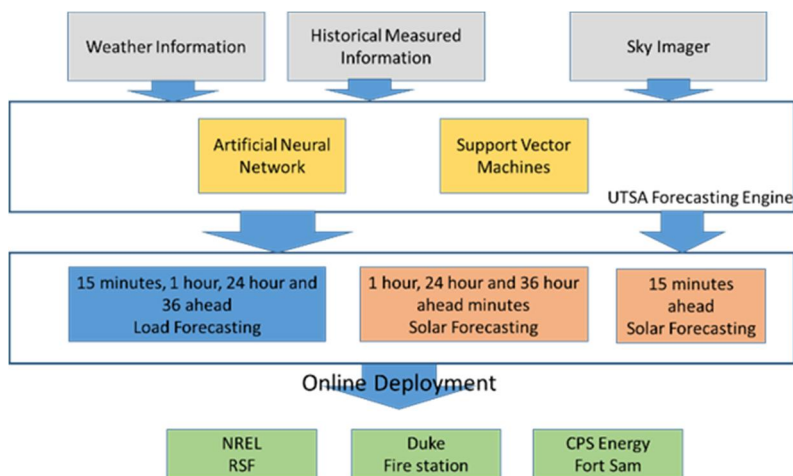 Weather Information
Historical Measured
Information
Sky Imager
Artificial Neural
Network
Support Vector
Machines
UTSA Forecasting Engine
15 minutes, 1 hour, 24 hour and
36 ahead
Load Forecasting
1 hour, 24 hour and 36 hour
ahead minutes
Solar Forecasting
15 minutes
ahead
Solar Forecasting
Online Deployment
NREL
RSF
Duke
Fire station
CPS Energy
Fort Sam